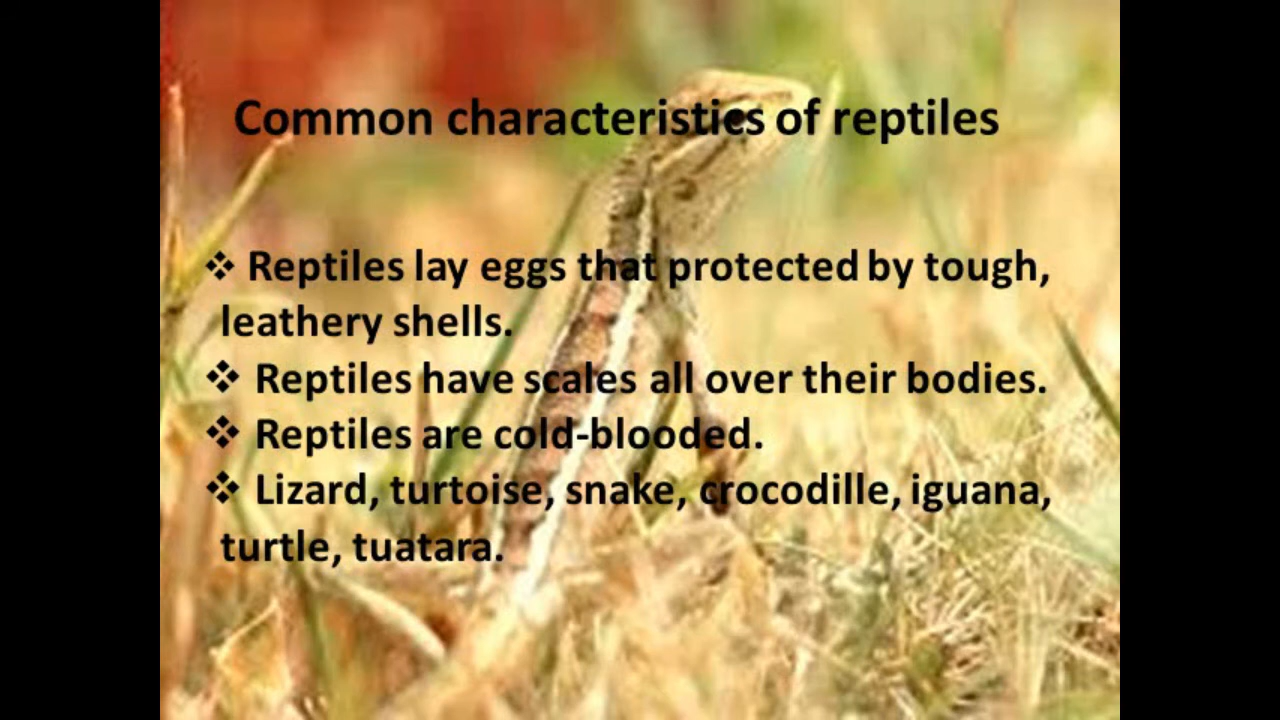 Common characteristics of reptiles
❖ Reptiles lay eggs that protected by tough,
leathery shells.
❖ Reptiles have scales all over their bodies.
❖ Reptiles are cold-blooded.
❖ Lizard, turtoise, snake, crocodille, iguana,
turtle, tuatara.